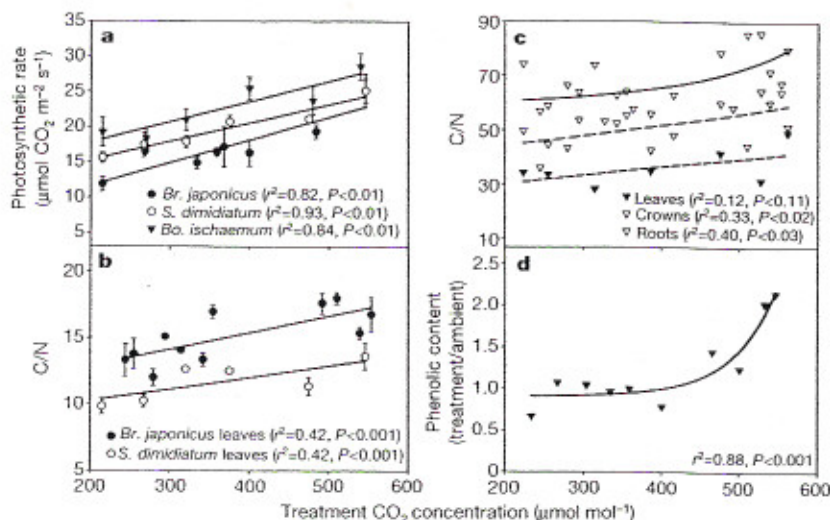 a
Photosynthetic rate
(μmol CO2 m−2 s−1)
35
30
25
20
15
10
5
Br. japonicus (r2=0.82, P<0.01)
S. dimidiatum (r2=0.93, P<0.01)
Bo. ischaemum (r2=0.84, P<0.01)
b
C/N
20
15
10
5
Br. japonicus leaves (r2=0.42, P<0.001)
S. dimidiatum leaves (r2=0.42, P<0.001)
200 300 400 500 600
c
C/N
90
70
50
30
10
Leaves (r2=0.12, P<0.11)
Crowns (r2=0.33, P<0.02)
Roots (r2=0.40, P<0.03)
d
Phenolic content
(treatment/ambient)
2.5
2.0
1.5
1.0
0.5
0
r2=0.88, P<0.001
200 300 400 500 600
Treatment CO2 concentration (μmol mol−1)